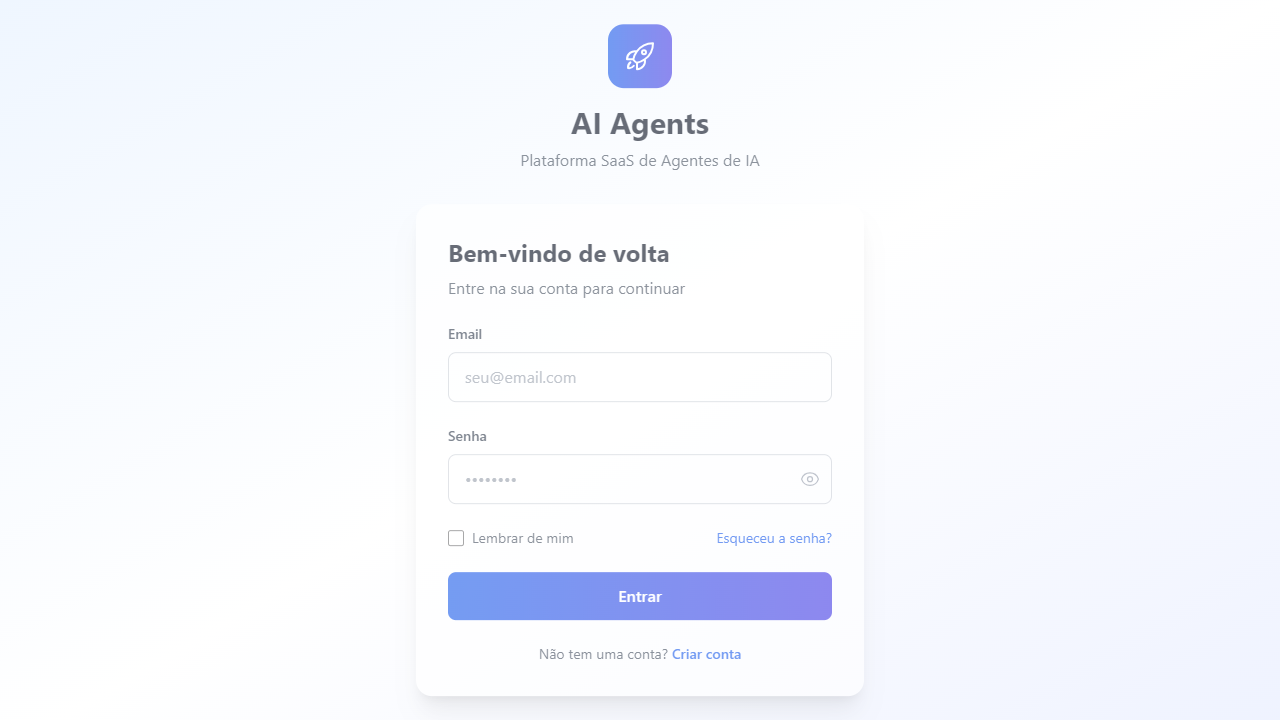 AI Agents
Plataforma SaaS de Agentes de IA
Bem-vindo de volta
Entre na sua conta para continuar
Email
seu@email.com
Senha
••••••••
Lembrar de mim
Esqueceu a senha?
Entrar
Não tem uma conta? Criar conta